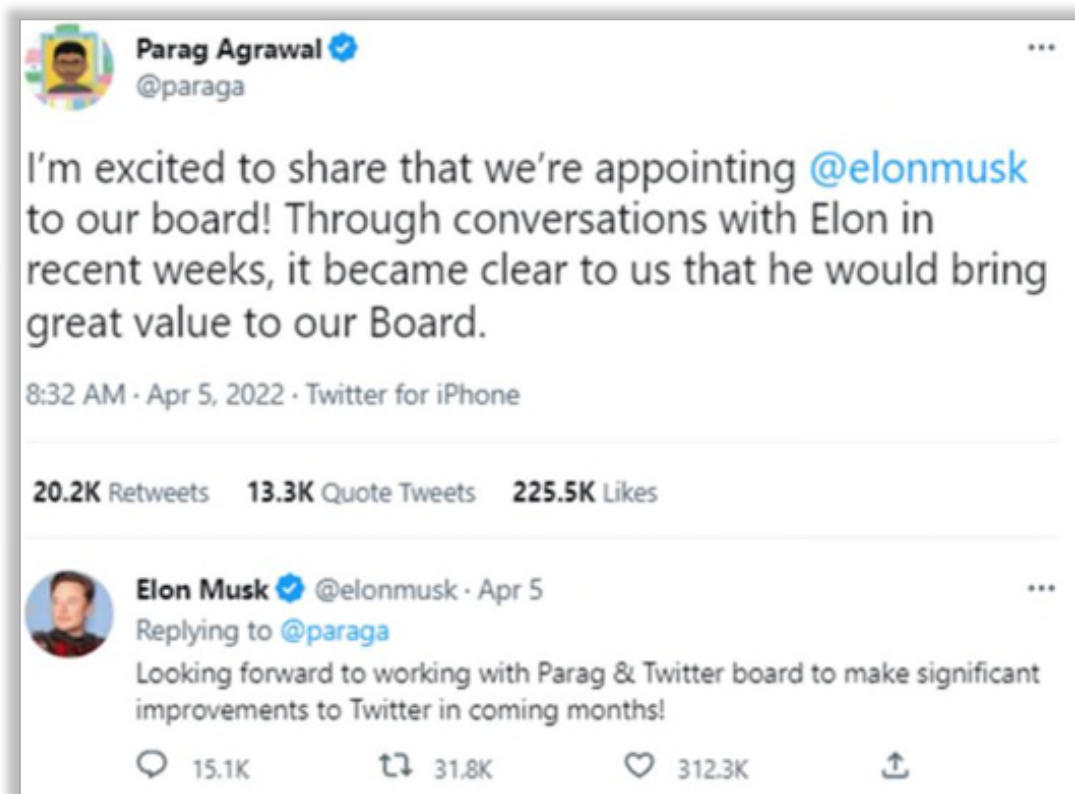 Parag Agrawal
@paraga
I'm excited to share that we're appointing @elonmusk
to our board! Through conversations with Elon in
recent weeks, it became clear to us that he would bring
great value to our Board.
8:32 AM · Apr 5, 2022 · Twitter for iPhone
20.2K Retweets 13.3K Quote Tweets 225.5K Likes
Elon Musk @elonmusk · Apr 5
Replying to @paraga
Looking forward to working with Parag & Twitter board to make significant
improvements to Twitter in coming months!
15.1K 31.8K 312.3K